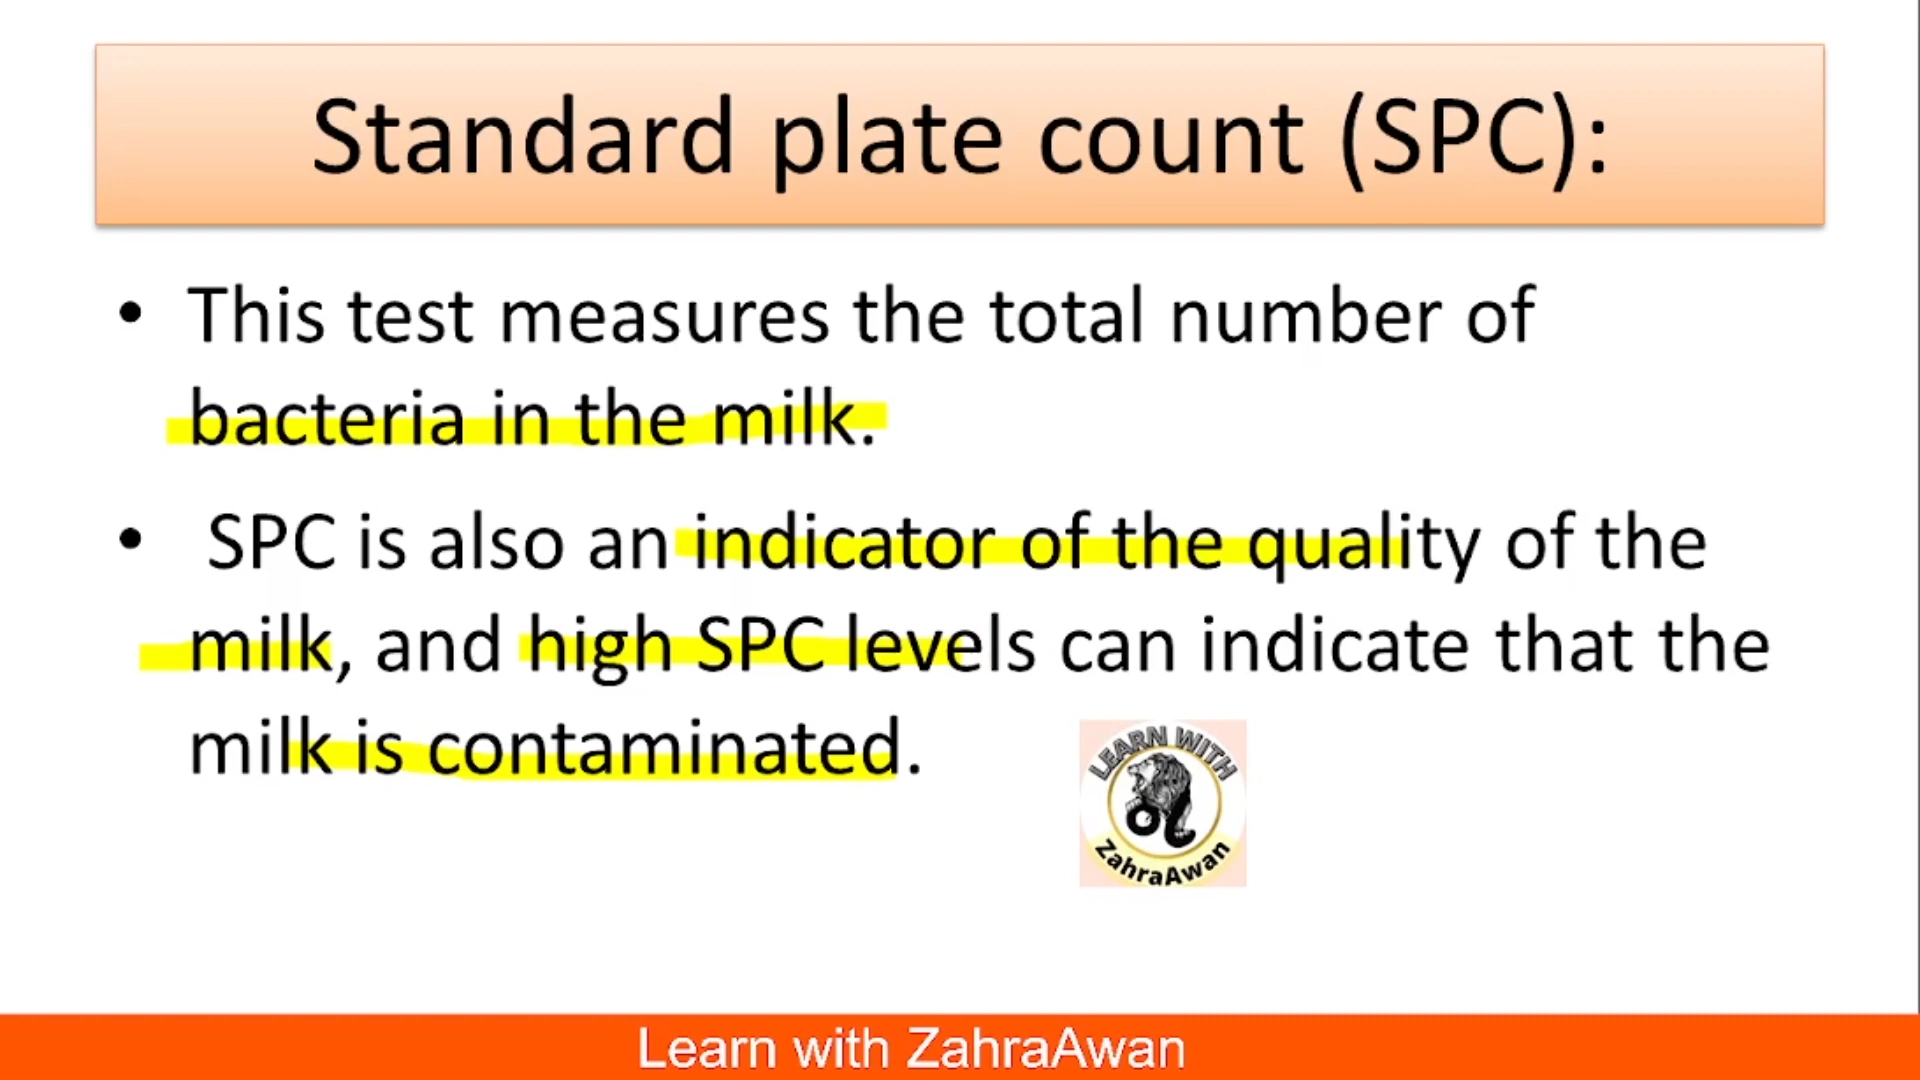 Standard plate count (SPC):
• This test measures the total number of
bacteria in the milk.
• SPC is also an indicator of the quality of the
milk, and high SPC levels can indicate that the
milk is contaminated.
LEARN WITH
ZahraAwan
Learn with ZahraAwan